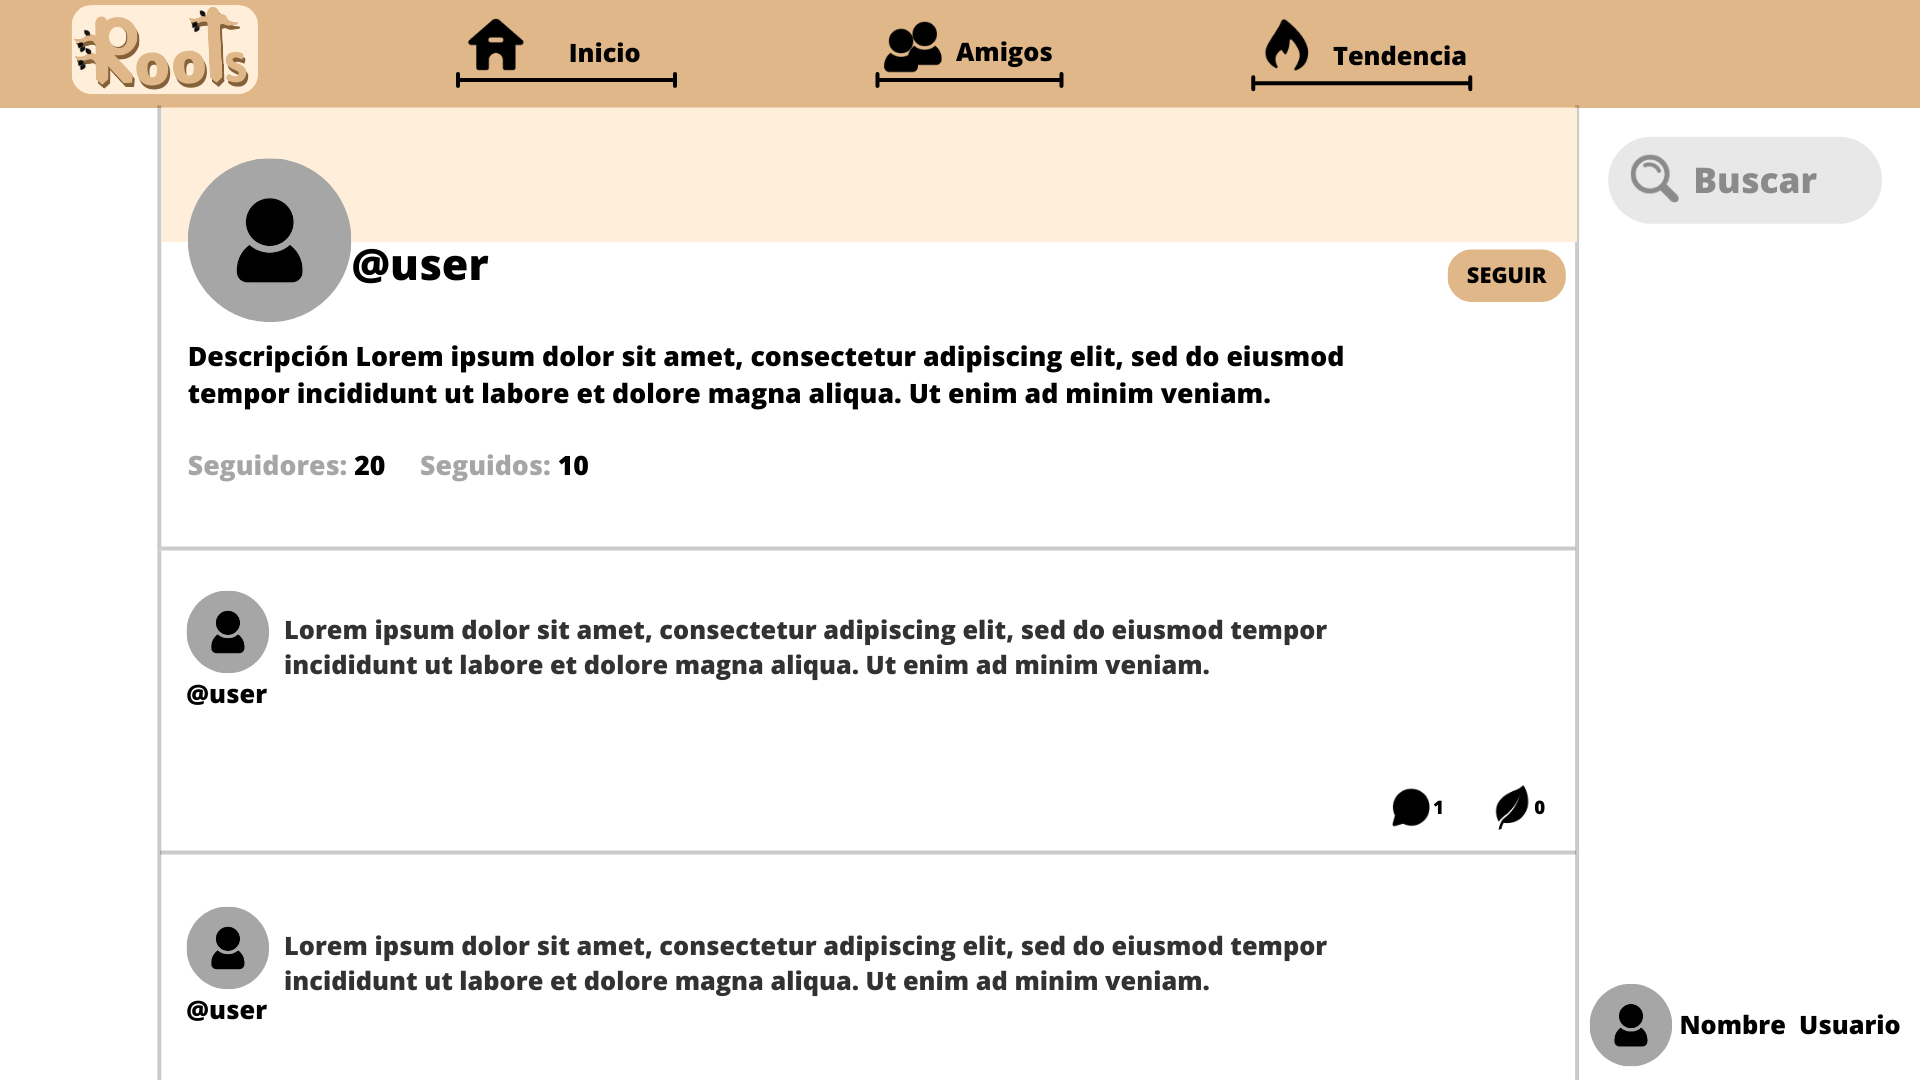 Roots
Inicio
Amigos
Tendencia
Buscar
@user
SEGUIR
Descripción Lorem ipsum dolor sit amet, consectetur adipiscing elit, sed do eiusmod
tempor incididunt ut labore et dolore magna aliqua. Ut enim ad minim veniam.
Seguidores: 20 Seguidos: 10
Lorem ipsum dolor sit amet, consectetur adipiscing elit, sed do eiusmod tempor
incididunt ut labore et dolore magna aliqua. Ut enim ad minim veniam.
@user
1
0
Lorem ipsum dolor sit amet, consectetur adipiscing elit, sed do eiusmod tempor
incididunt ut labore et dolore magna aliqua. Ut enim ad minim veniam.
@user
Nombre Usuario